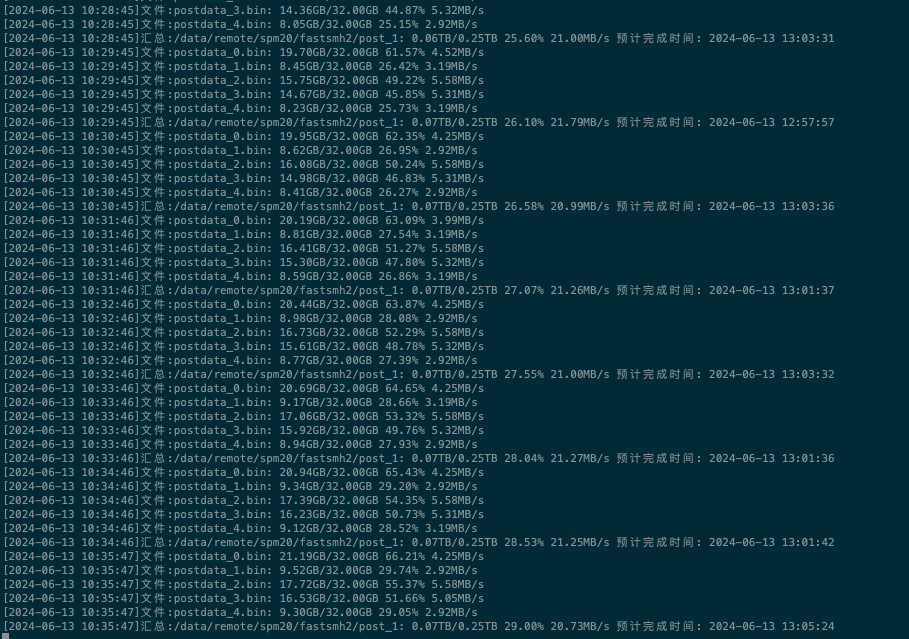 [2024-06-13 10:28:45]文件:postdata_3.bin: 14.36GB/32.00GB 44.87% 5.32MB/s
[2024-06-13 10:28:45]文件:postdata_4.bin: 8.05GB/32.00GB 25.15% 2.92MB/s
[2024-06-13 10:28:45]汇总:/data/remote/spm20/fastsmh2/post_1: 0.06TB/0.25TB 25.60% 21.00MB/s 预计完成时间: 2024-06-13 13:03:31
[2024-06-13 10:29:45]文件:postdata_0.bin: 19.70GB/32.00GB 61.57% 4.52MB/s
[2024-06-13 10:29:45]文件:postdata_1.bin: 8.45GB/32.00GB 26.42% 3.19MB/s
[2024-06-13 10:29:45]文件:postdata_2.bin: 15.75GB/32.00GB 49.22% 5.58MB/s
[2024-06-13 10:29:45]文件:postdata_3.bin: 14.67GB/32.00GB 45.85% 5.31MB/s
[2024-06-13 10:29:45]文件:postdata_4.bin: 8.23GB/32.00GB 25.73% 3.19MB/s
[2024-06-13 10:29:45]汇总:/data/remote/spm20/fastsmh2/post_1: 0.07TB/0.25TB 26.10% 21.79MB/s 预计完成时间: 2024-06-13 12:57:57
[2024-06-13 10:30:45]文件:postdata_0.bin: 19.95GB/32.00GB 62.35% 4.25MB/s
[2024-06-13 10:30:45]文件:postdata_1.bin: 8.62GB/32.00GB 26.95% 2.92MB/s
[2024-06-13 10:30:45]文件:postdata_2.bin: 16.08GB/32.00GB 50.24% 5.58MB/s
[2024-06-13 10:30:45]文件:postdata_3.bin: 14.98GB/32.00GB 46.83% 5.31MB/s
[2024-06-13 10:30:45]文件:postdata_4.bin: 8.41GB/32.00GB 26.27% 2.92MB/s
[2024-06-13 10:30:45]汇总:/data/remote/spm20/fastsmh2/post_1: 0.07TB/0.25TB 26.58% 20.99MB/s 预计完成时间: 2024-06-13 13:03:36
[2024-06-13 10:31:46]文件:postdata_0.bin: 20.19GB/32.00GB 63.09% 3.99MB/s
[2024-06-13 10:31:46]文件:postdata_1.bin: 8.81GB/32.00GB 27.54% 3.19MB/s
[2024-06-13 10:31:46]文件:postdata_2.bin: 16.41GB/32.00GB 51.27% 5.58MB/s
[2024-06-13 10:31:46]文件:postdata_3.bin: 15.30GB/32.00GB 47.80% 5.32MB/s
[2024-06-13 10:31:46]文件:postdata_4.bin: 8.59GB/32.00GB 26.86% 3.19MB/s
[2024-06-13 10:31:46]汇总:/data/remote/spm20/fastsmh2/post_1: 0.07TB/0.25TB 27.07% 21.26MB/s 预计完成时间: 2024-06-13 13:01:37
[2024-06-13 10:32:46]文件:postdata_0.bin: 20.44GB/32.00GB 63.87% 4.25MB/s
[2024-06-13 10:32:46]文件:postdata_1.bin: 8.98GB/32.00GB 28.08% 2.92MB/s
[2024-06-13 10:32:46]文件:postdata_2.bin: 16.73GB/32.00GB 52.29% 5.58MB/s
[2024-06-13 10:32:46]文件:postdata_3.bin: 15.61GB/32.00GB 48.78% 5.32MB/s
[2024-06-13 10:32:46]文件:postdata_4.bin: 8.77GB/32.00GB 27.39% 2.92MB/s
[2024-06-13 10:32:46]汇总:/data/remote/spm20/fastsmh2/post_1: 0.07TB/0.25TB 27.55% 21.00MB/s 预计完成时间: 2024-06-13 13:03:32
[2024-06-13 10:33:46]文件:postdata_0.bin: 20.69GB/32.00GB 64.65% 4.25MB/s
[2024-06-13 10:33:46]文件:postdata_1.bin: 9.17GB/32.00GB 28.66% 3.19MB/s
[2024-06-13 10:33:46]文件:postdata_2.bin: 17.06GB/32.00GB 53.32% 5.58MB/s
[2024-06-13 10:33:46]文件:postdata_3.bin: 15.92GB/32.00GB 49.76% 5.32MB/s
[2024-06-13 10:33:46]文件:postdata_4.bin: 8.94GB/32.00GB 27.93% 2.92MB/s
[2024-06-13 10:33:46]汇总:/data/remote/spm20/fastsmh2/post_1: 0.07TB/0.25TB 28.04% 21.27MB/s 预计完成时间: 2024-06-13 13:01:36
[2024-06-13 10:34:46]文件:postdata_0.bin: 20.94GB/32.00GB 65.43% 4.25MB/s
[2024-06-13 10:34:46]文件:postdata_1.bin: 9.34GB/32.00GB 29.20% 2.92MB/s
[2024-06-13 10:34:46]文件:postdata_2.bin: 17.39GB/32.00GB 54.35% 5.58MB/s
[2024-06-13 10:34:46]文件:postdata_3.bin: 16.23GB/32.00GB 50.73% 5.31MB/s
[2024-06-13 10:34:46]文件:postdata_4.bin: 9.12GB/32.00GB 28.52% 3.19MB/s
[2024-06-13 10:34:46]汇总:/data/remote/spm20/fastsmh2/post_1: 0.07TB/0.25TB 28.53% 21.25MB/s 预计完成时间: 2024-06-13 13:01:42
[2024-06-13 10:35:47]文件:postdata_0.bin: 21.19GB/32.00GB 66.21% 4.25MB/s
[2024-06-13 10:35:47]文件:postdata_1.bin: 9.52GB/32.00GB 29.74% 2.92MB/s
[2024-06-13 10:35:47]文件:postdata_2.bin: 17.72GB/32.00GB 55.37% 5.58MB/s
[2024-06-13 10:35:47]文件:postdata_3.bin: 16.53GB/32.00GB 51.66% 5.05MB/s
[2024-06-13 10:35:47]文件:postdata_4.bin: 9.30GB/32.00GB 29.05% 2.92MB/s
[2024-06-13 10:35:47]汇总:/data/remote/spm20/fastsmh2/post_1: 0.07TB/0.25TB 29.00% 20.73MB/s 预计完成时间: 2024-06-13 13:05:24